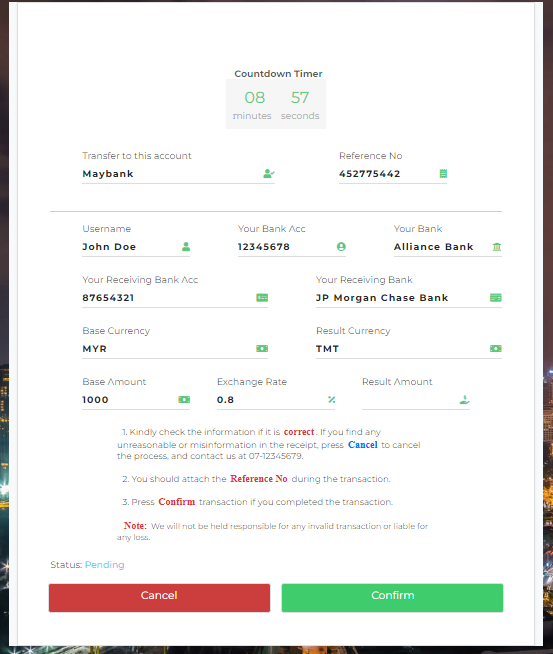 Countdown Timer
08 57
minutes seconds
Transfer to this account Reference No
Maybank 452775442
Username Your Bank Acc Your Bank
John Doe 12345678 Alliance Bank
Your Receiving Bank Acc Your Receiving Bank
87654321 JP Morgan Chase Bank
Base Currency Result Currency
MYR TMT
Base Amount Exchange Rate Result Amount
1000 0.8
1. Kindly check the information if it is correct. If you find any
unreasonable or misinformation in the receipt, press Cancel to cancel
the process, and contact us at 07-12345679.
2. You should attach the Reference No during the transaction.
3. Press Confirm transaction if you completed the transaction.
Note: We will not be held responsible for any invalid transaction or liable for
any loss.
Status: Pending
Cancel Confirm